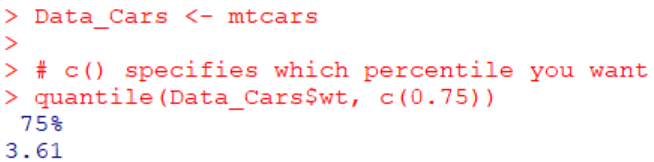 > Data_Cars <- mtcars
>
> # c() specifies which percentile you want
> quantile(Data_Cars$wt, c(0.75))
 75%
3.61